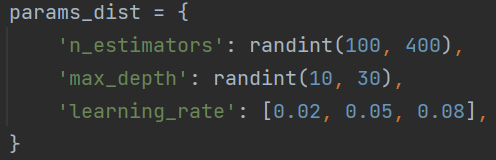 params_dist = {
    'n_estimators': randint(100, 400),
    'max_depth': randint(10, 30),
    'learning_rate': [0.02, 0.05, 0.08],
}